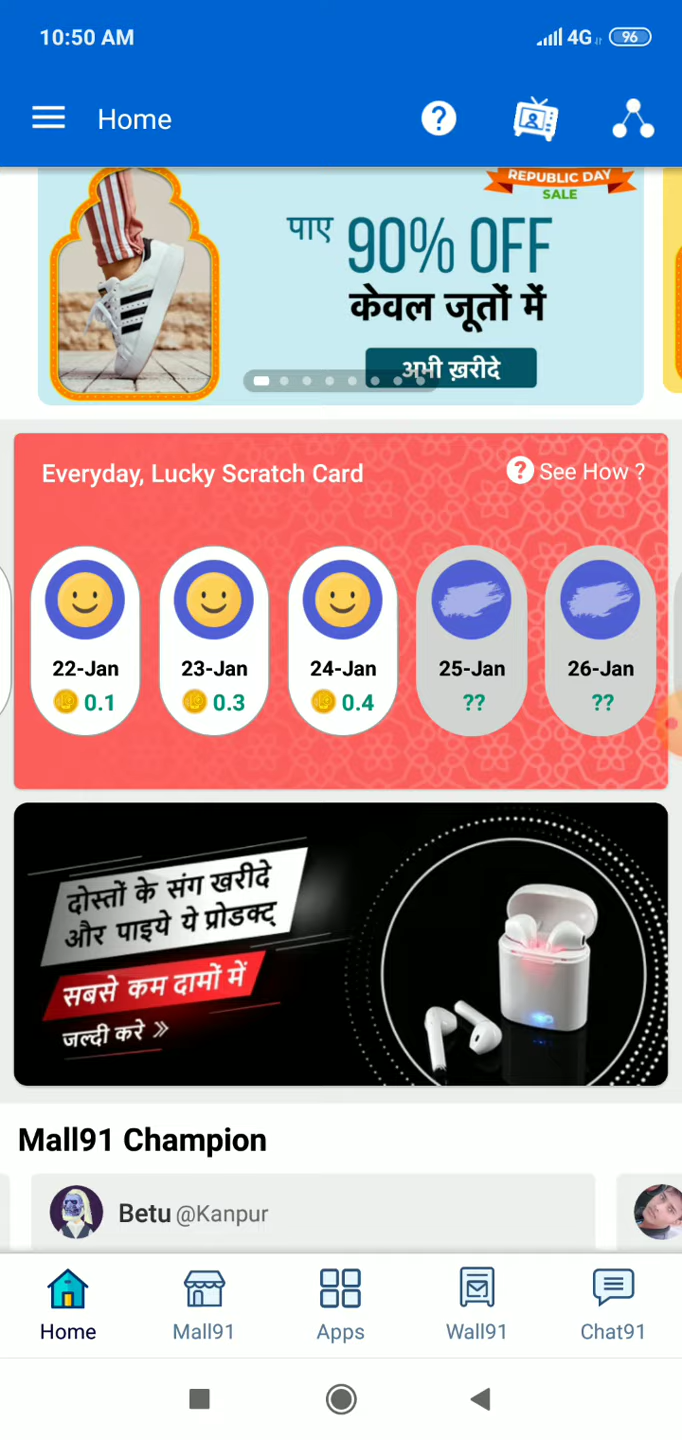 10:50 AM
4G
96
Home
REPUBLIC DAY
SALE
पाए 90% OFF
केवल जूतों में
अभी ख़रीदे
Everyday, Lucky Scratch Card
? See How ?
22-Jan
0.1
23-Jan
0.3
24-Jan
0.4
25-Jan
??
26-Jan
??
दोस्तों के संग खरीदे
और पाइये ये प्रोडक्ट्
सबसे कम दामों में
जल्दी करे »
Mall91 Champion
Betu @Kanpur
Home
Mall91
Apps
Wall91
Chat91